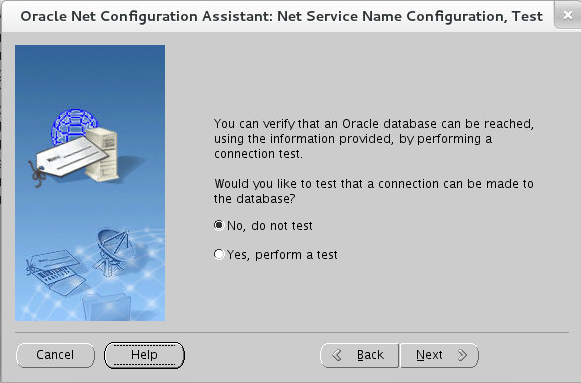 Oracle Net Configuration Assistant: Net Service Name Configuration, Test
You can verify that an Oracle database can be reached,
using the information provided, by performing a
connection test.
Would you like to test that a connection can be made to
the database?
No, do not test
Yes, perform a test
Cancel
Help
Back
Next